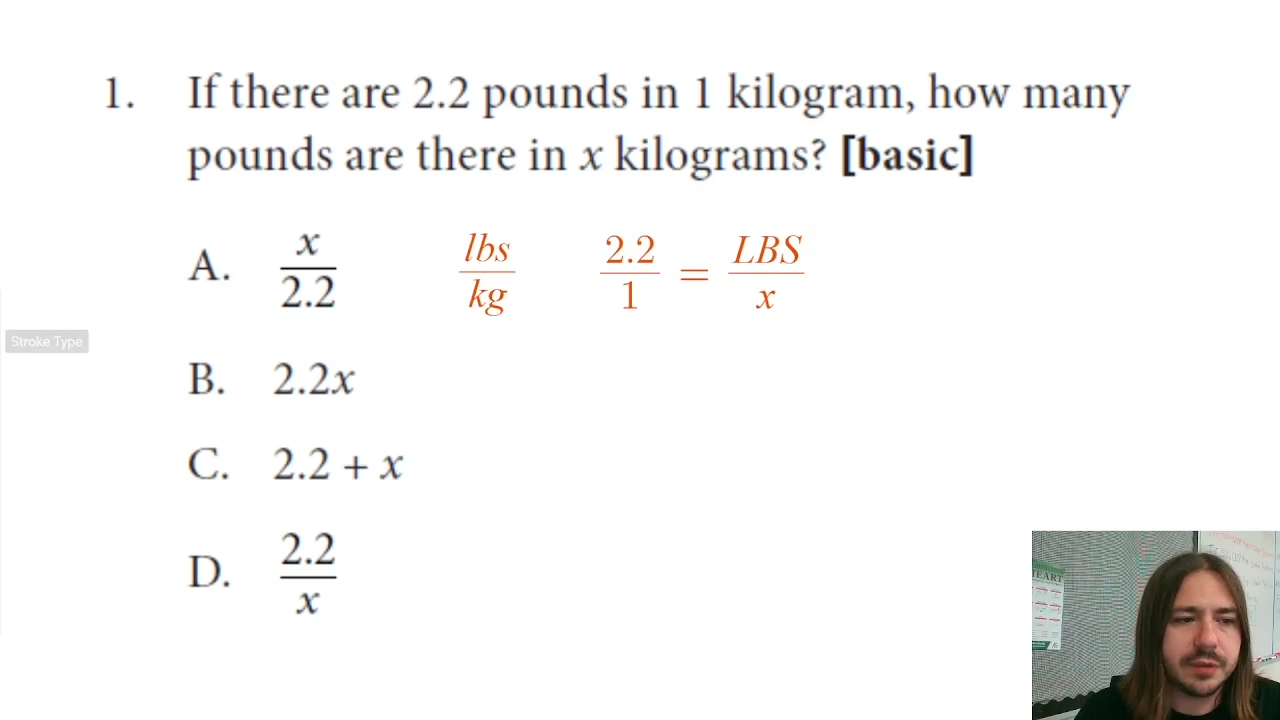 1. If there are 2.2 pounds in 1 kilogram, how many
pounds are there in x kilograms? [basic]
A. x/2.2
lbs/kg 2.2/1 = LBS/x
Stroke Type
B. 2.2x
C. 2.2 + x
D. 2.2/x